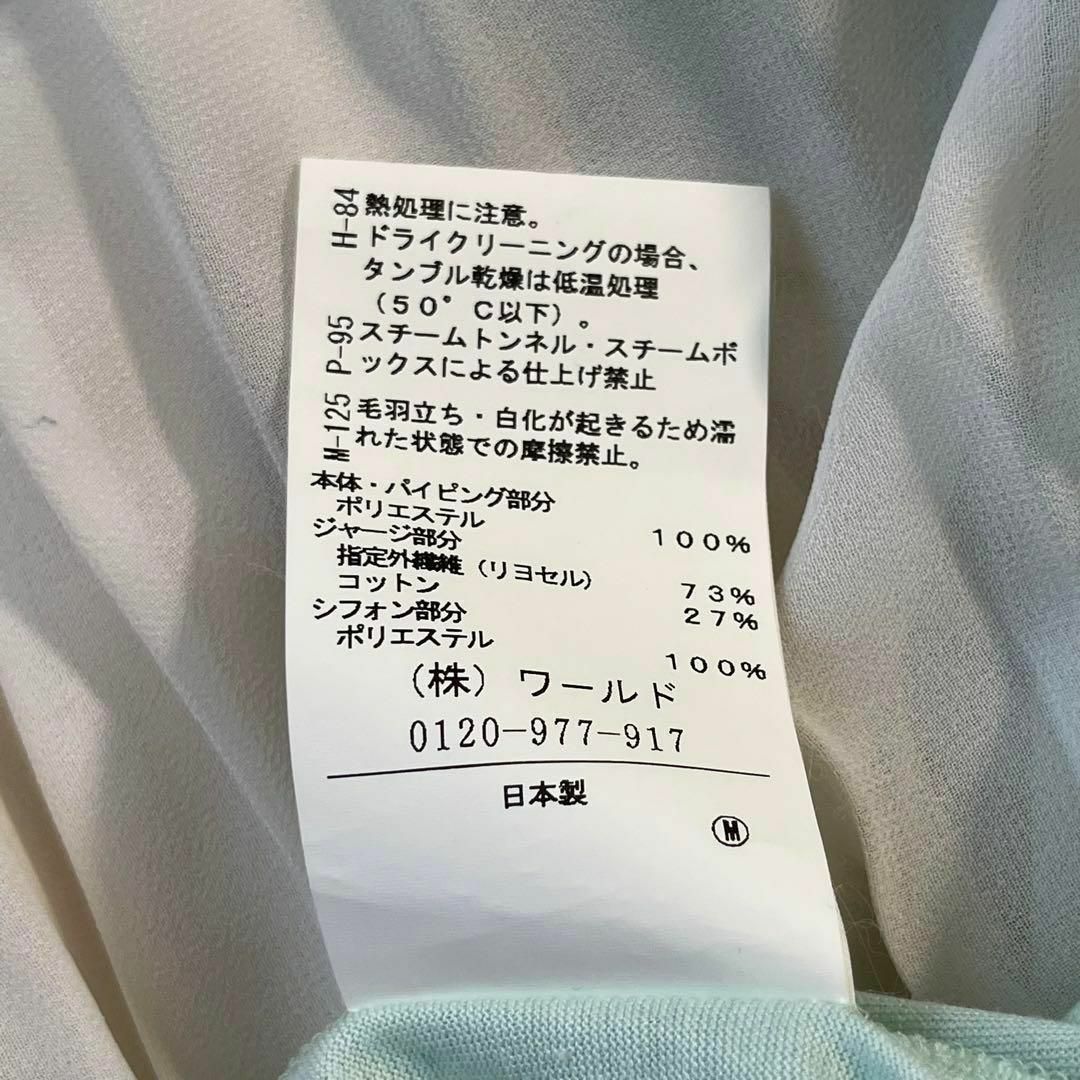 H-84
熱処理に注意。
ドライクリーニングの場合、
タンブル乾燥は低温処理
（50°C以下）。
P-95
スチームトンネル・スチームボ
ックスによる仕上げ禁止
W-125
毛羽立ち・白化が起きるため濡
れた状態での摩擦禁止。
本体・パイピング部分
ポリエステル 100%
ジャージ部分
指定外繊維（リヨセル） 73%
コットン 27%
シフォン部分
ポリエステル 100%
（株）ワールド
0120-977-917
日本製
M